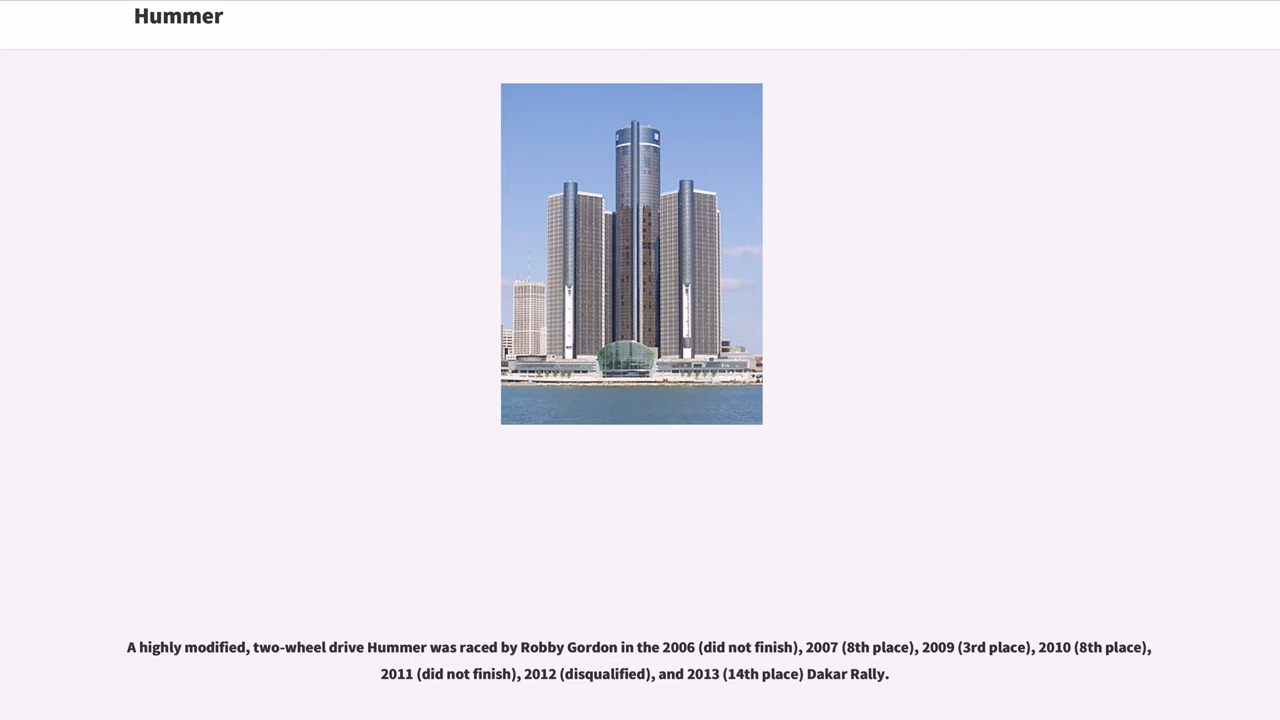 Hummer
A highly modified, two-wheel drive Hummer was raced by Robby Gordon in the 2006 (did not finish), 2007 (8th place), 2009 (3rd place), 2010 (8th place),
2011 (did not finish), 2012 (disqualified), and 2013 (14th place) Dakar Rally.